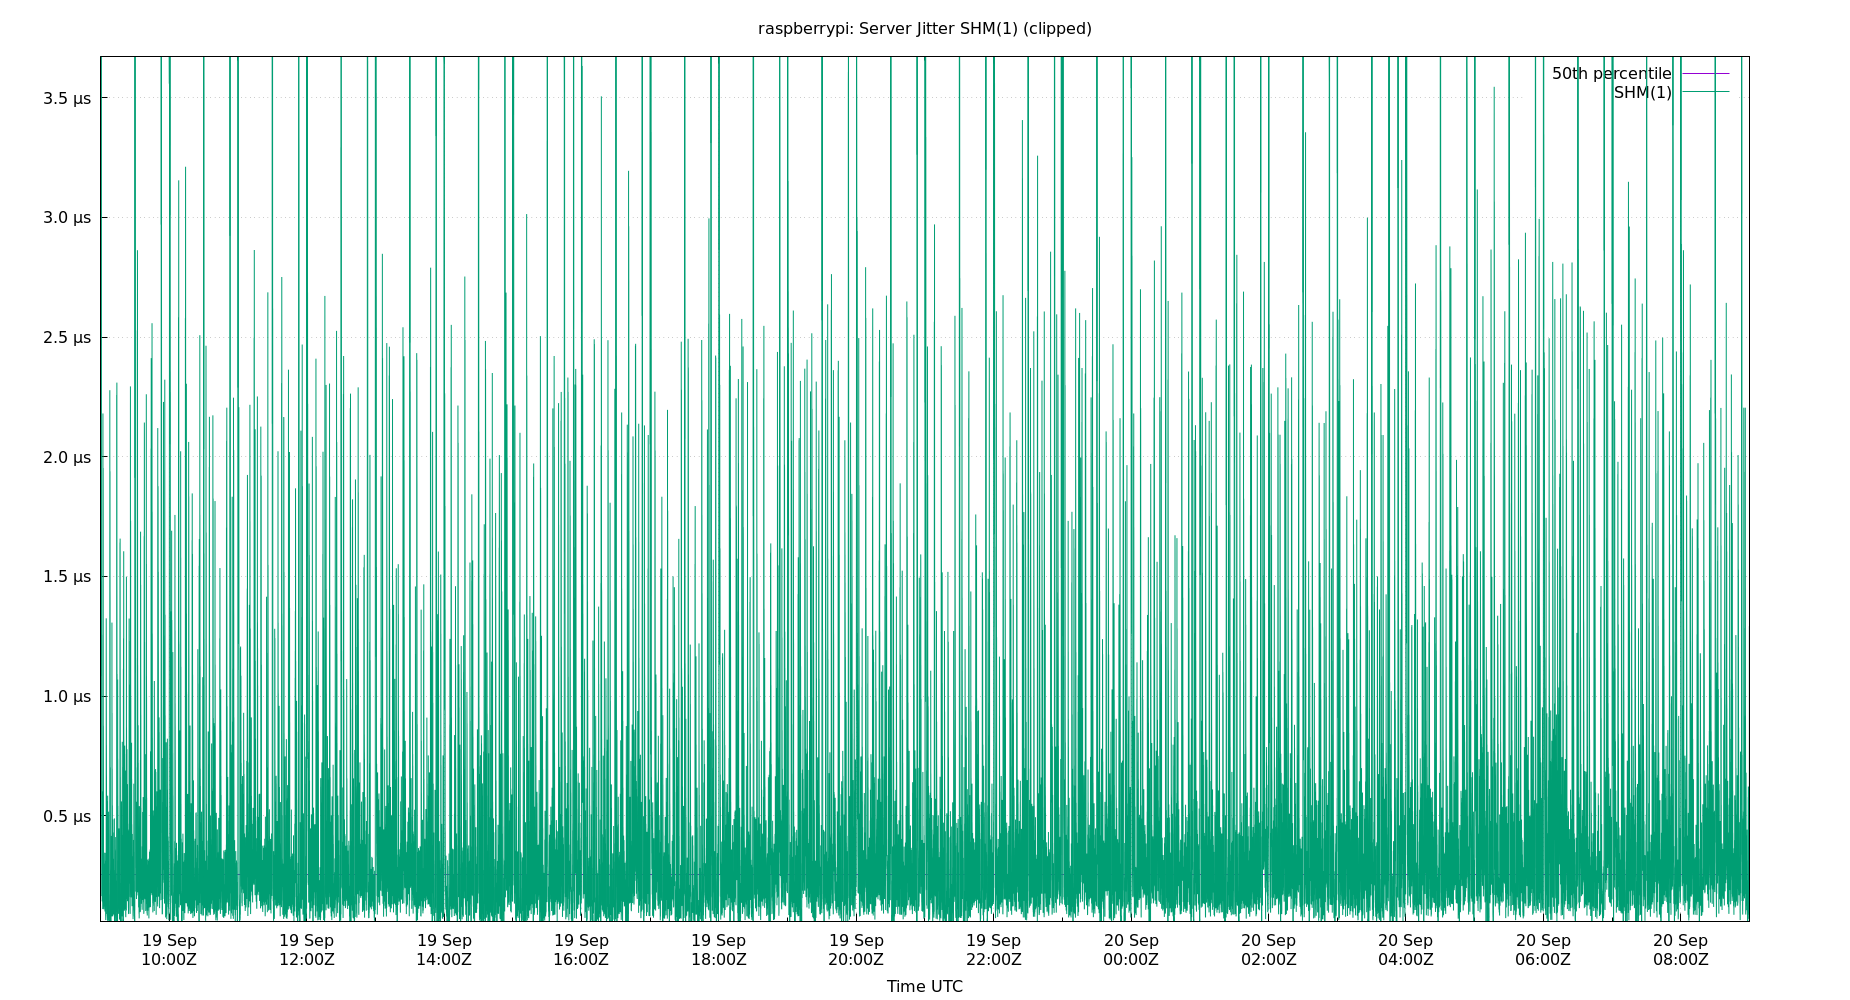 raspberrypi: Server Jitter SHM(1) (clipped)
50th percentile
SHM(1)
3.5 µs
3.0 µs
2.5 µs
2.0 µs
1.5 µs
1.0 µs
0.5 µs
19 Sep 19 Sep 19 Sep 19 Sep 19 Sep 19 Sep 19 Sep 20 Sep 20 Sep 20 Sep 20 Sep 20 Sep
10:00Z 12:00Z 14:00Z 16:00Z 18:00Z 20:00Z 22:00Z 00:00Z 02:00Z 04:00Z 06:00Z 08:00Z
Time UTC